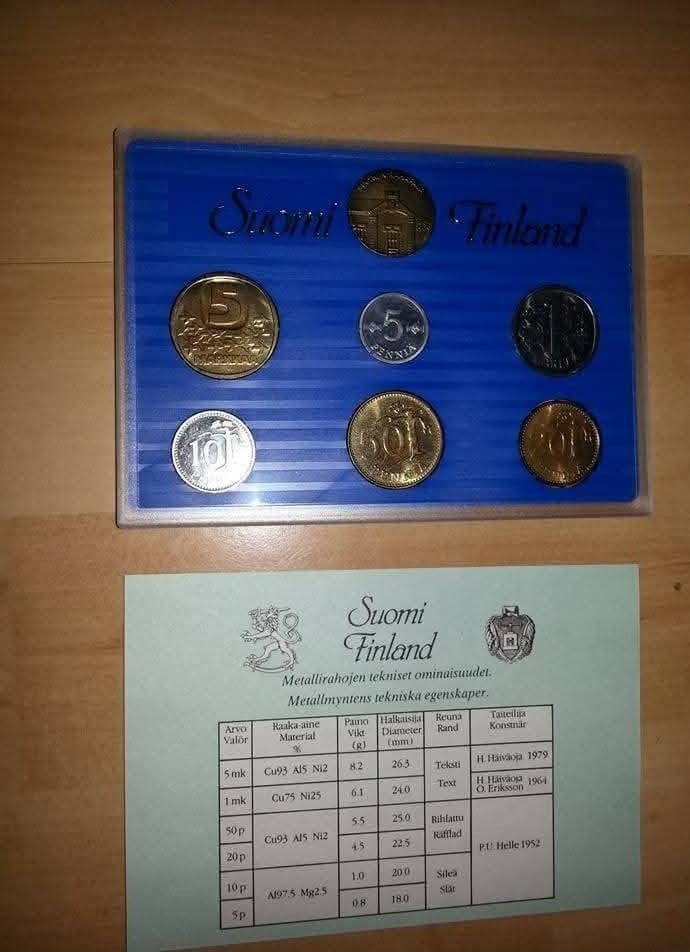 Suomi Finland
5
MARKKAA
5
PENNIÄ
1
10
50
20
Suomi
Finland
Metallirahojen tekniset ominaisuudet.
Metallmyntens tekniska egenskaper.
Arvo Valör Raaka-aine Material % Paino Vikt (g) Halkaisija Diameter (mm) Reuna Rand Taiteilija Konstnär
5 mk Cu93 Al5 Ni2 8.2 26.3 Teksti Text H. Häiväoja 1979
1 mk Cu75 Ni25 6.1 24.0 H. Häiväoja 1964 O. Eriksson
50 p Cu93 Al5 Ni2 5.5 25.0 Rihlattu Räfflad P.U. Helle 1952
20 p 4.5 22.5
10 p Al97.5 Mg2.5 1.0 20.0 Sileä Slät
5 p 0.8 18.0